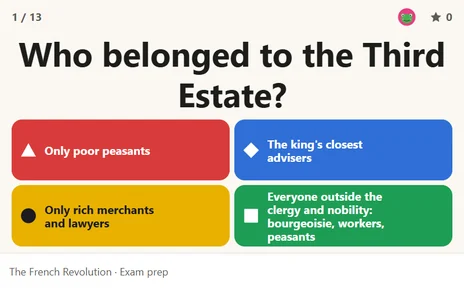 1 / 13
0
Who belonged to the Third
Estate?
Only poor peasants
The king's closest
advisers
Only rich merchants
and lawyers
Everyone outside the
clergy and nobility:
bourgeoisie, workers,
peasants
The French Revolution · Exam prep